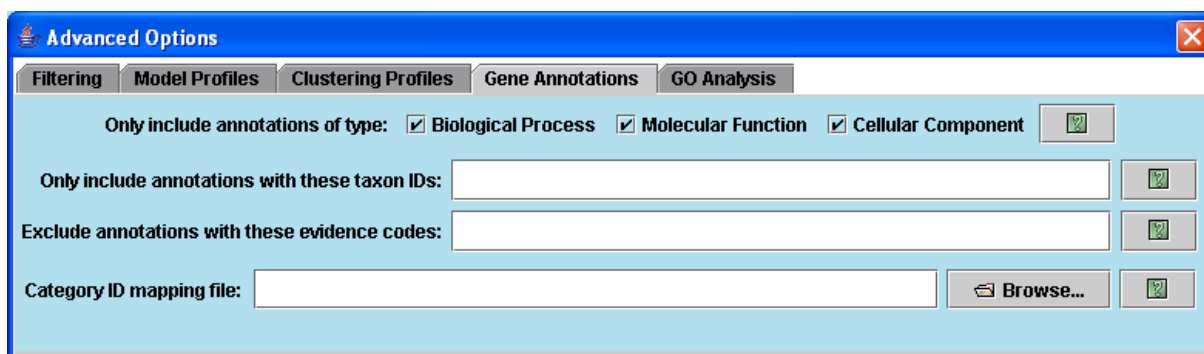 Advanced Options
Filtering Model Profiles Clustering Profiles Gene Annotations GO Analysis
Only include annotations of type: Biological Process Molecular Function Cellular Component
Only include annotations with these taxon IDs:
Exclude annotations with these evidence codes:
Category ID mapping file: Browse...